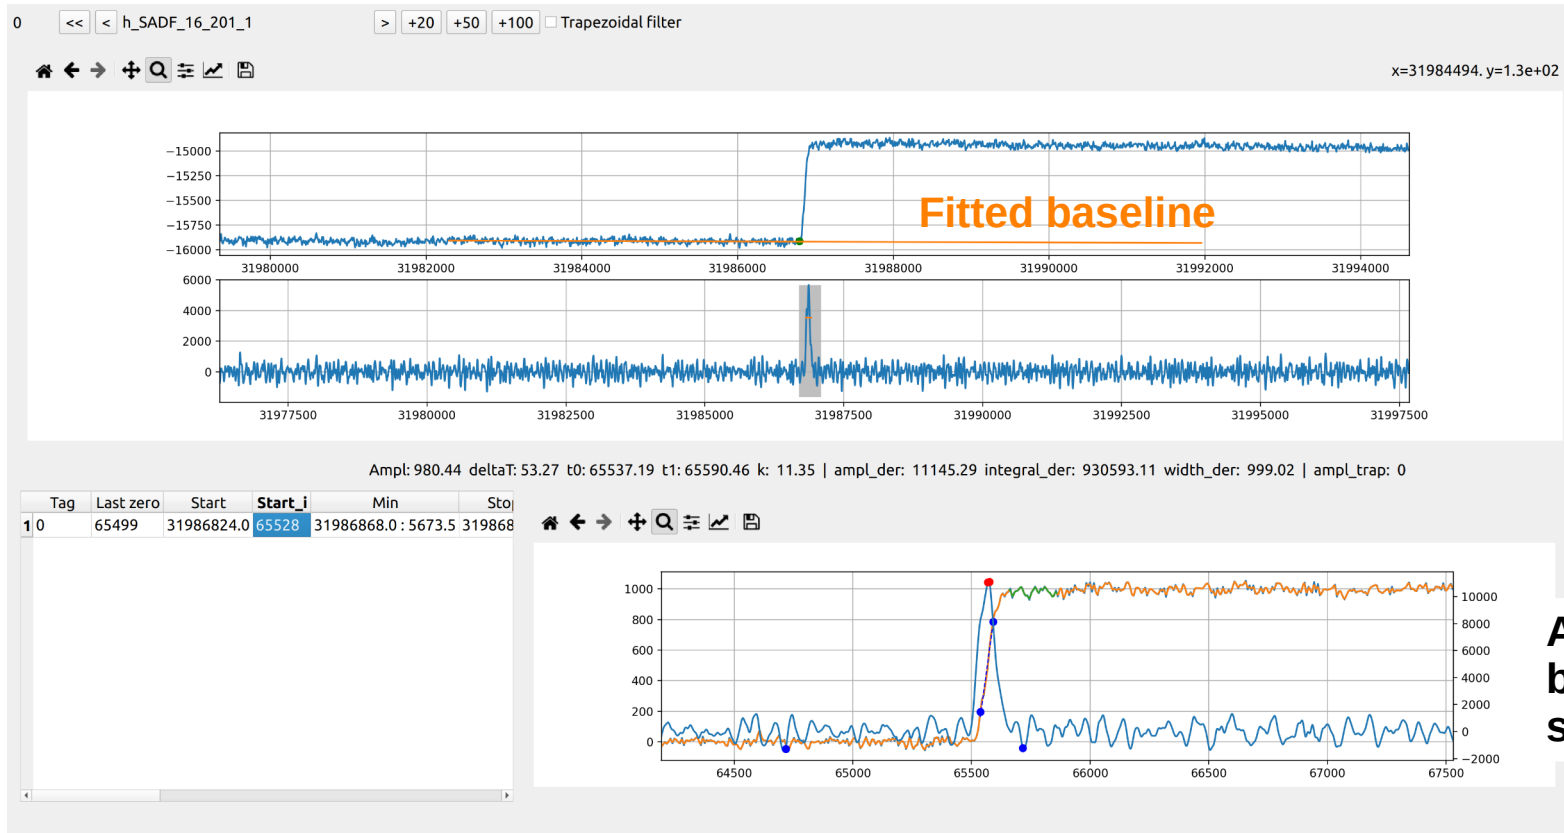 0 << < h_SADF_16_201_1 > +20 +50 +100 Trapezoidal filter
x=31984494. y=1.3e+02
−15000
−15250
−15500
−15750
−16000
Fitted baseline
31980000 31982000 31984000 31986000 31988000 31990000 31992000 31994000
6000
4000
2000
0
31977500 31980000 31982500 31985000 31987500 31990000 31992500 31995000 31997500
Ampl: 980.44 deltaT: 53.27 t0: 65537.19 t1: 65590.46 k: 11.35 | ampl_der: 11145.29 integral_der: 930593.11 width_der: 999.02 | ampl_trap: 0
Tag Last zero Start Start_i Min Sto
1 0 65499 31986824.0 65528 31986868.0 : 5673.5 319868
1000
800
600
400
200
0
10000
8000
6000
4000
2000
0
−2000
64500 65000 65500 66000 66500 67000 67500
A
b
s